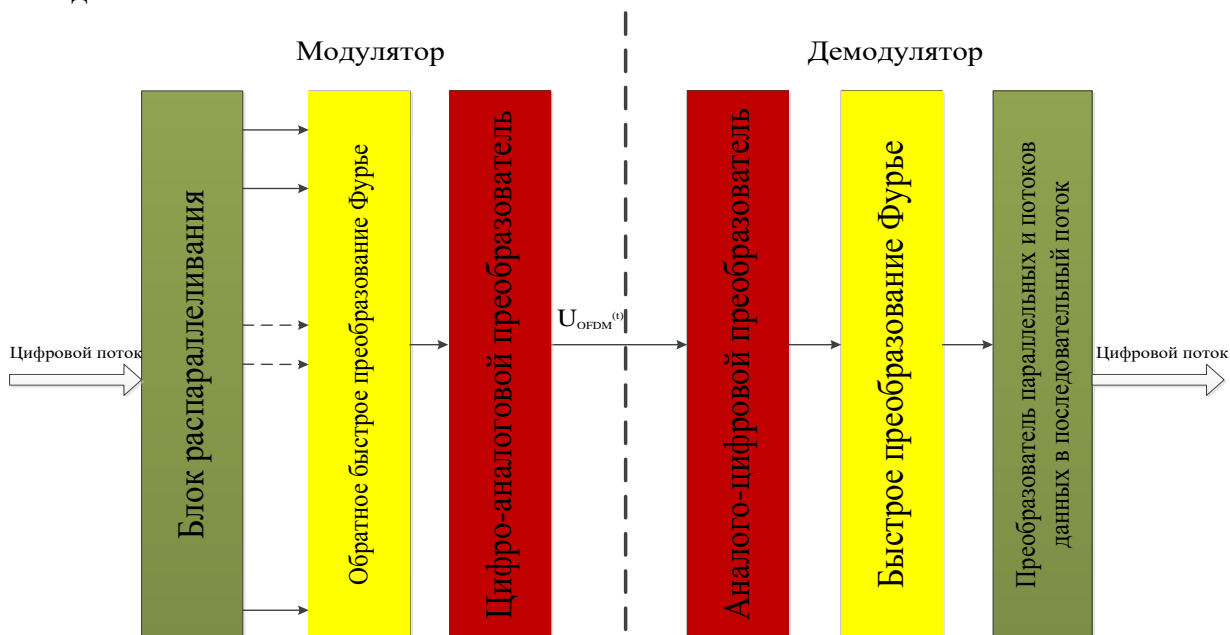 Модулятор
Демодулятор
Цифровой поток
Блок распараллеливания
Обратное быстрое преобразование Фурье
Цифро-аналоговой преобразователь
U OFDM (t)
Аналого-цифровой преобразователь
Быстрое преобразование Фурье
Преобразователь параллельных и потоков
данных в последовательный поток
Цифровой поток